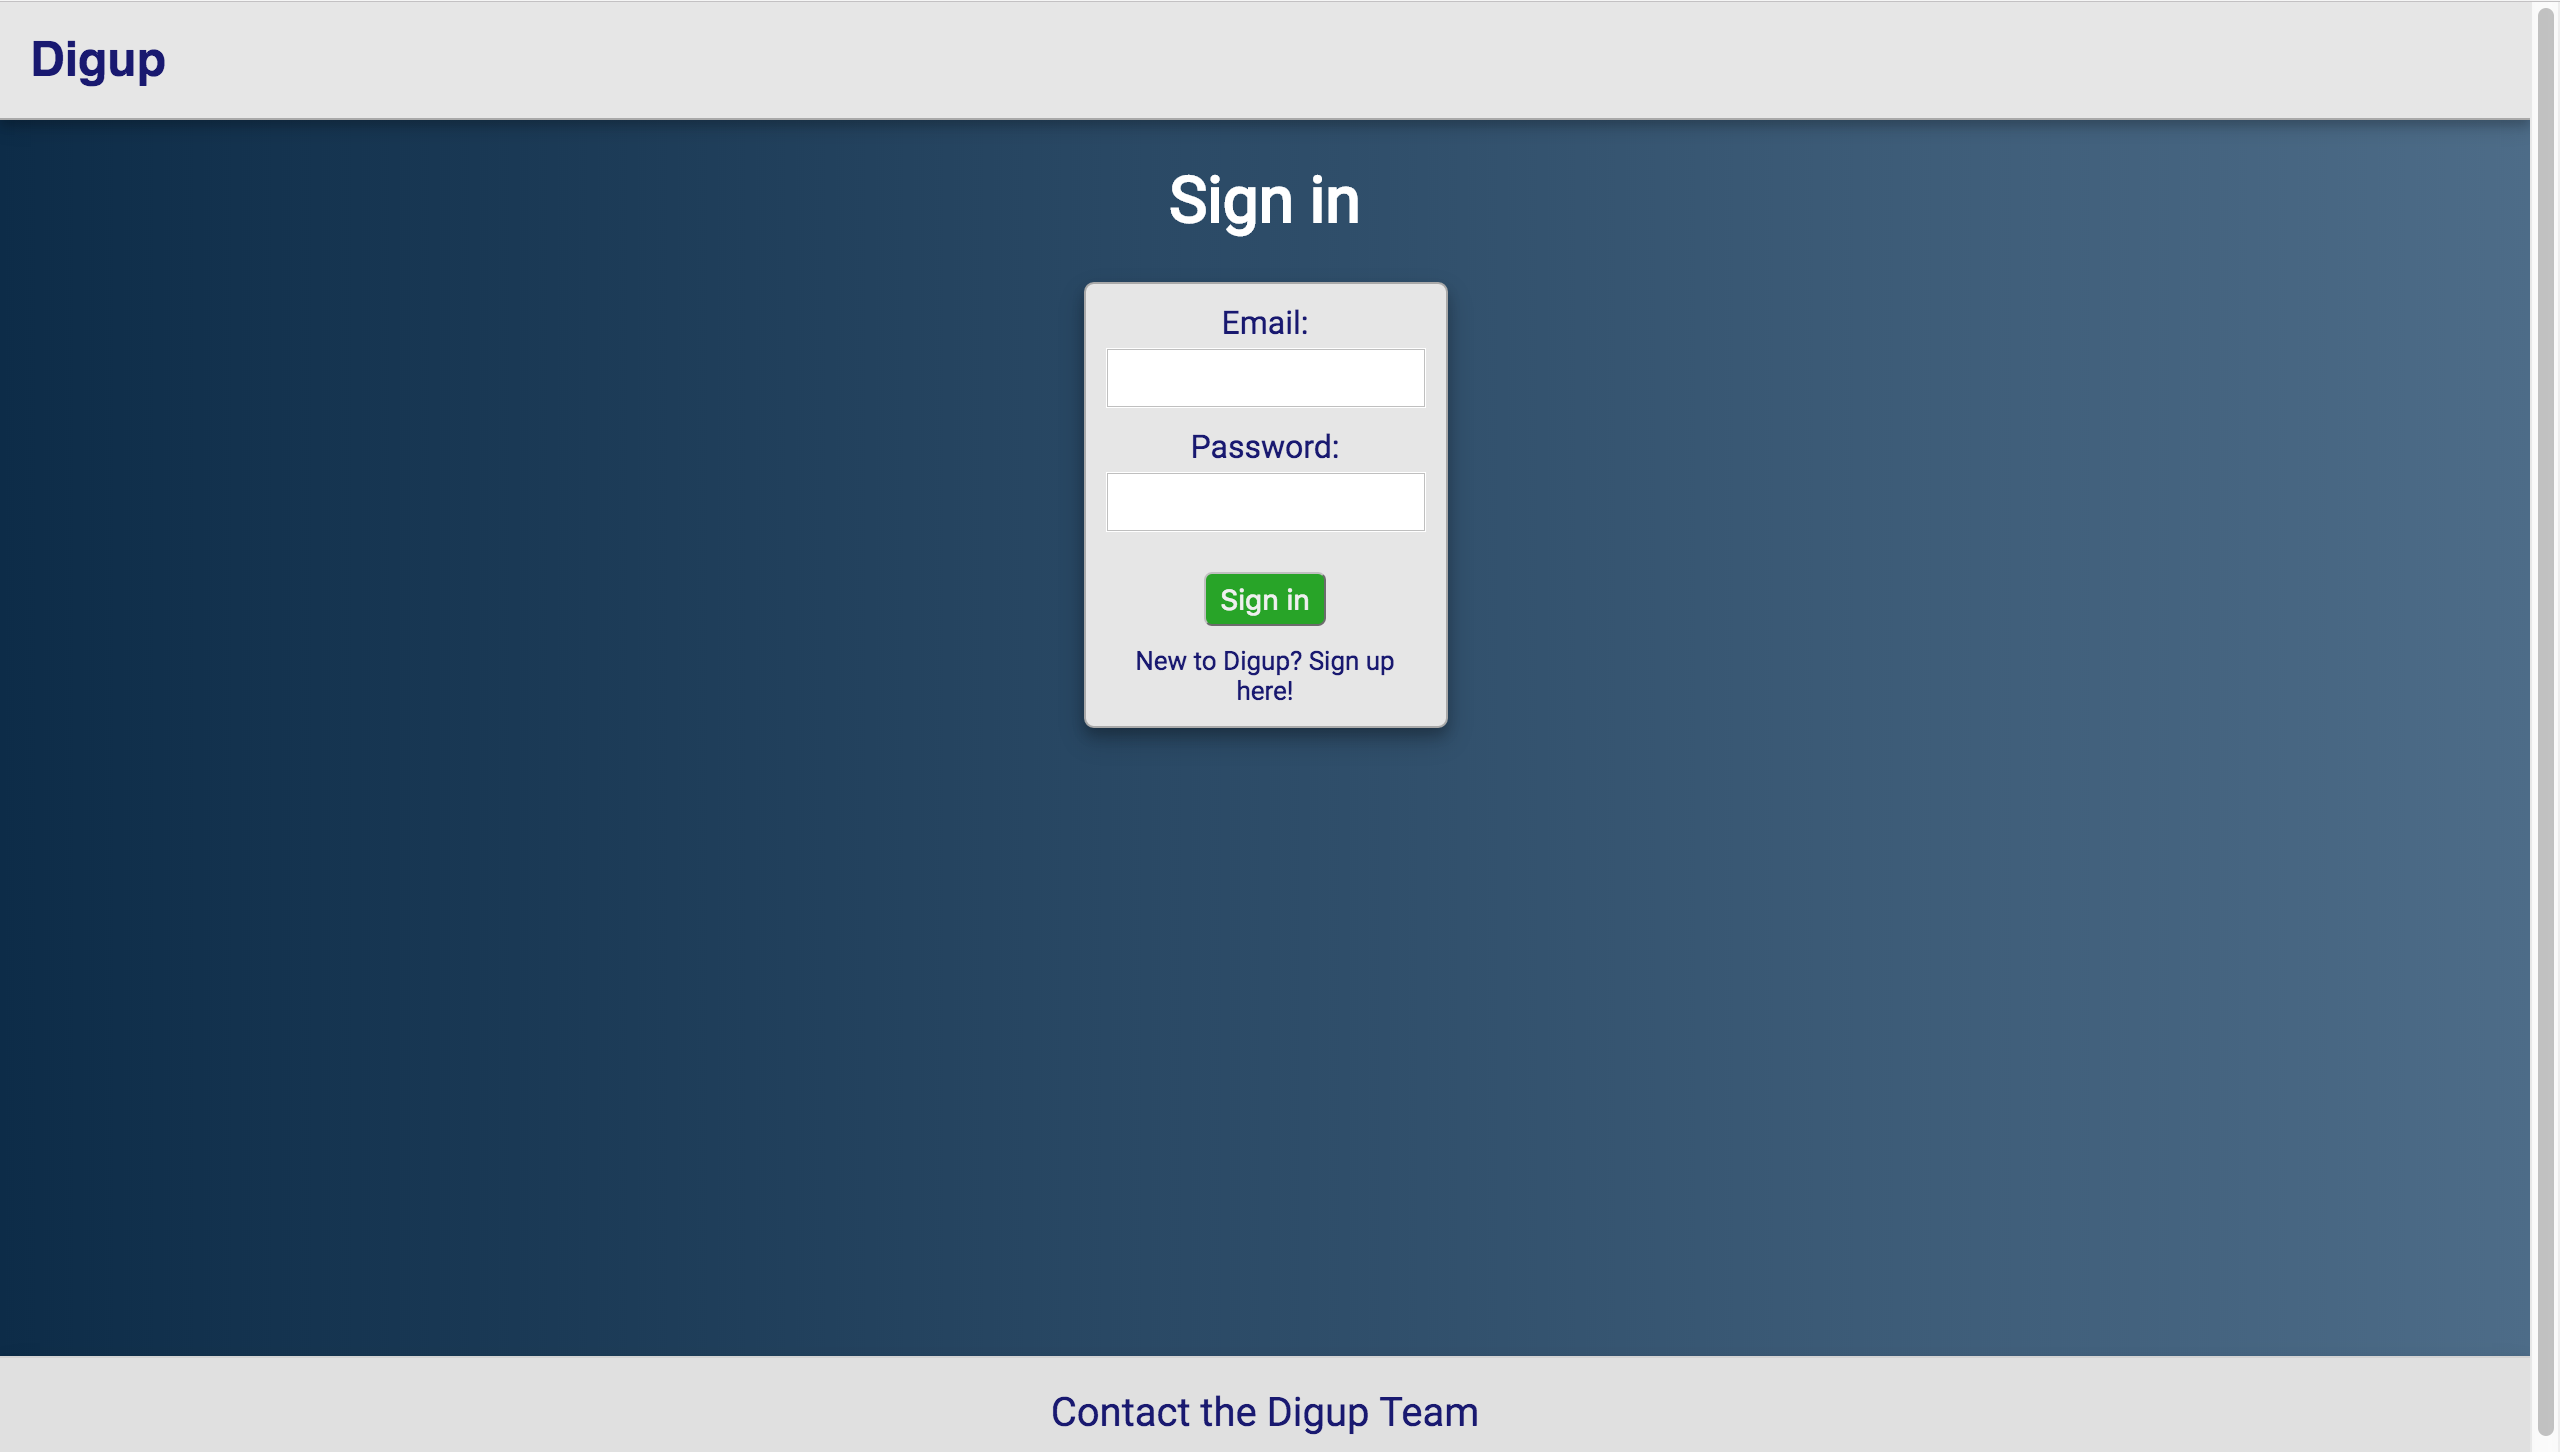 Digup
Sign in
Email:
Password:
Sign in
New to Digup? Sign up
here!
Contact the Digup Team